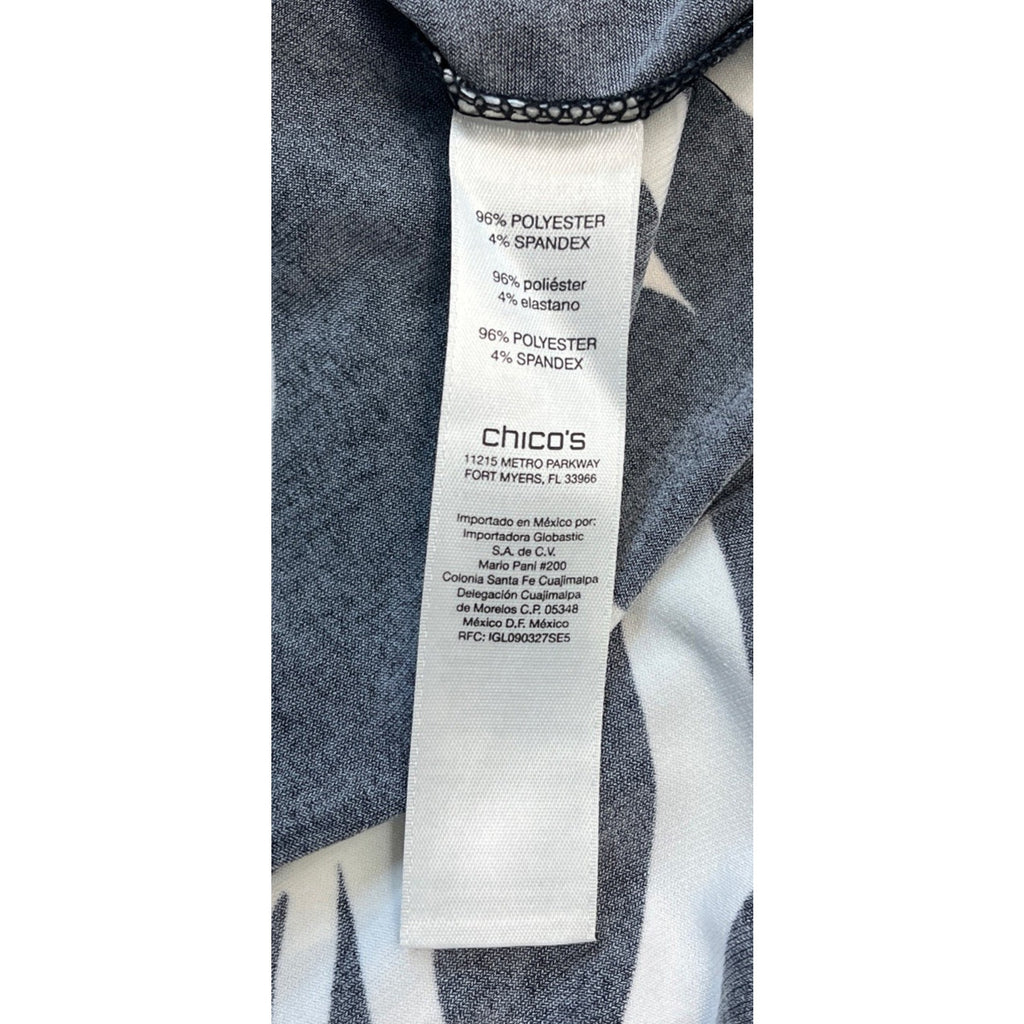 96% POLYESTER
4% SPANDEX
96% poliéster
4% elastano
96% POLYESTER
4% SPANDEX
chico's
11215 METRO PARKWAY
FORT MYERS, FL 33966
Importado en México por:
Importadora Globastic
S.A. de C.V.
Mario Pani #200
Colonia Santa Fe Cuajimalpa
Delegación Cuajimalpa
de Morelos C.P. 05348
México D.F. México
RFC: IGL090327SE5